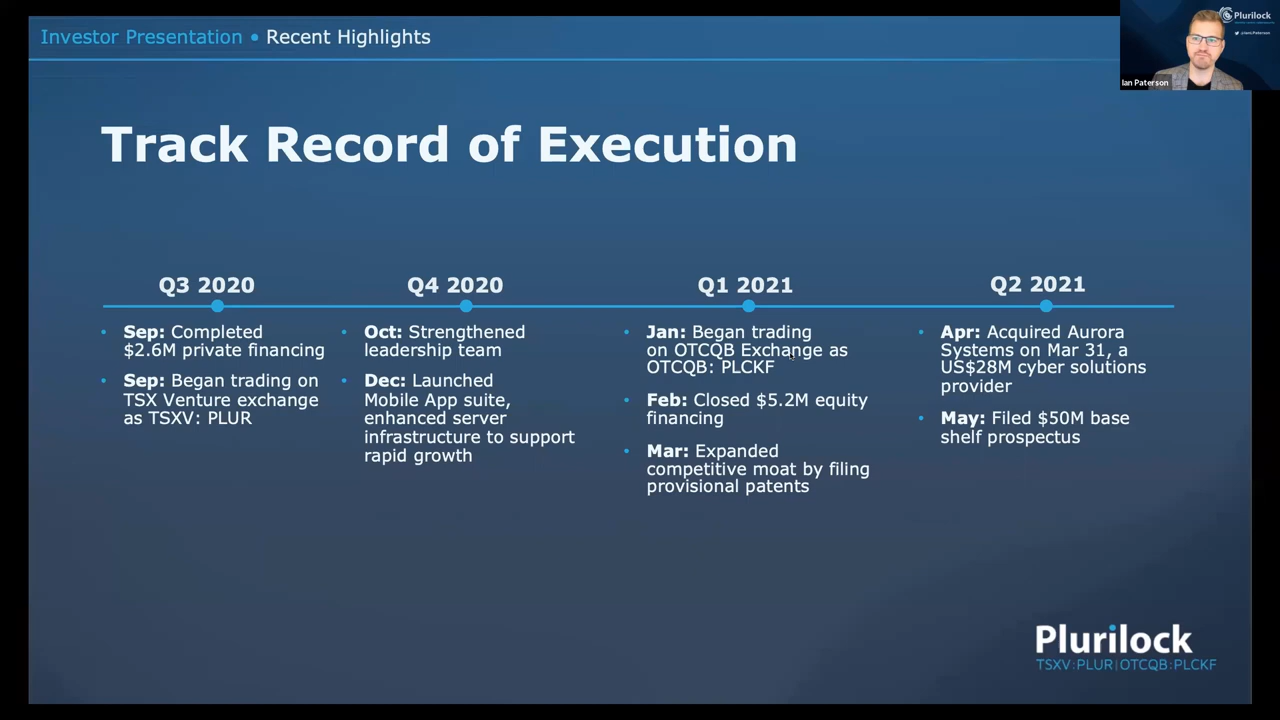 Investor Presentation • Recent Highlights
Plurilock
Ian Paterson
Track Record of Execution
Q3 2020
• Sep: Completed
$2.6M private financing
• Sep: Began trading on
TSX Venture exchange
as TSXV: PLUR
Q4 2020
• Oct: Strengthened
leadership team
• Dec: Launched
Mobile App suite,
enhanced server
infrastructure to support
rapid growth
Q1 2021
• Jan: Began trading
on OTCQB Exchange as
OTCQB: PLCKF
• Feb: Closed $5.2M equity
financing
• Mar: Expanded
competitive moat by filing
provisional patents
Q2 2021
• Apr: Acquired Aurora
Systems on Mar 31, a
US$28M cyber solutions
provider
• May: Filed $50M base
shelf prospectus
Plurilock
TSXV:PLUR|OTCQB:PLCKF